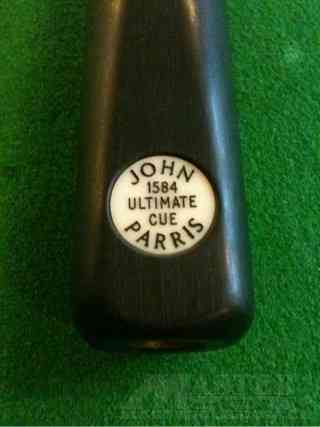 JOHN
1584
ULTIMATE
CUE
PARRIS